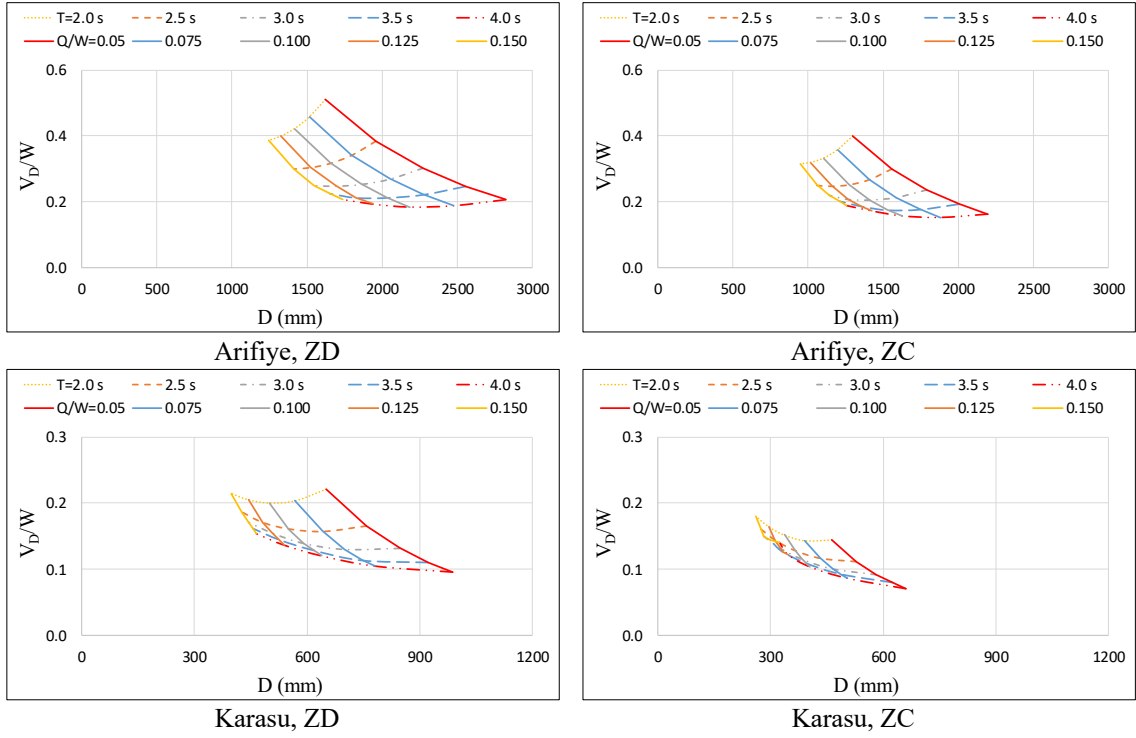 T=2.0 s 2.5 s 3.0 s 3.5 s 4.0 s
Q/W=0.05 0.075 0.100 0.125 0.150
0.6
0.4
0.2
0.0
V_D/W
0 500 1000 1500 2000 2500 3000
D (mm)
Arifiye, ZD
T=2.0 s 2.5 s 3.0 s 3.5 s 4.0 s
Q/W=0.05 0.075 0.100 0.125 0.150
0.6
0.4
0.2
0.0
V_D/W
0 500 1000 1500 2000 2500 3000
D (mm)
Arifiye, ZC
T=2.0 s 2.5 s 3.0 s 3.5 s 4.0 s
Q/W=0.05 0.075 0.100 0.125 0.150
0.3
0.2
0.1
0.0
V_D/W
0 300 600 900 1200
D (mm)
Karasu, ZD
T=2.0 s 2.5 s 3.0 s 3.5 s 4.0 s
Q/W=0.05 0.075 0.100 0.125 0.150
0.3
0.2
0.1
0.0
V_D/W
0 300 600 900 1200
D (mm)
Karasu, ZC